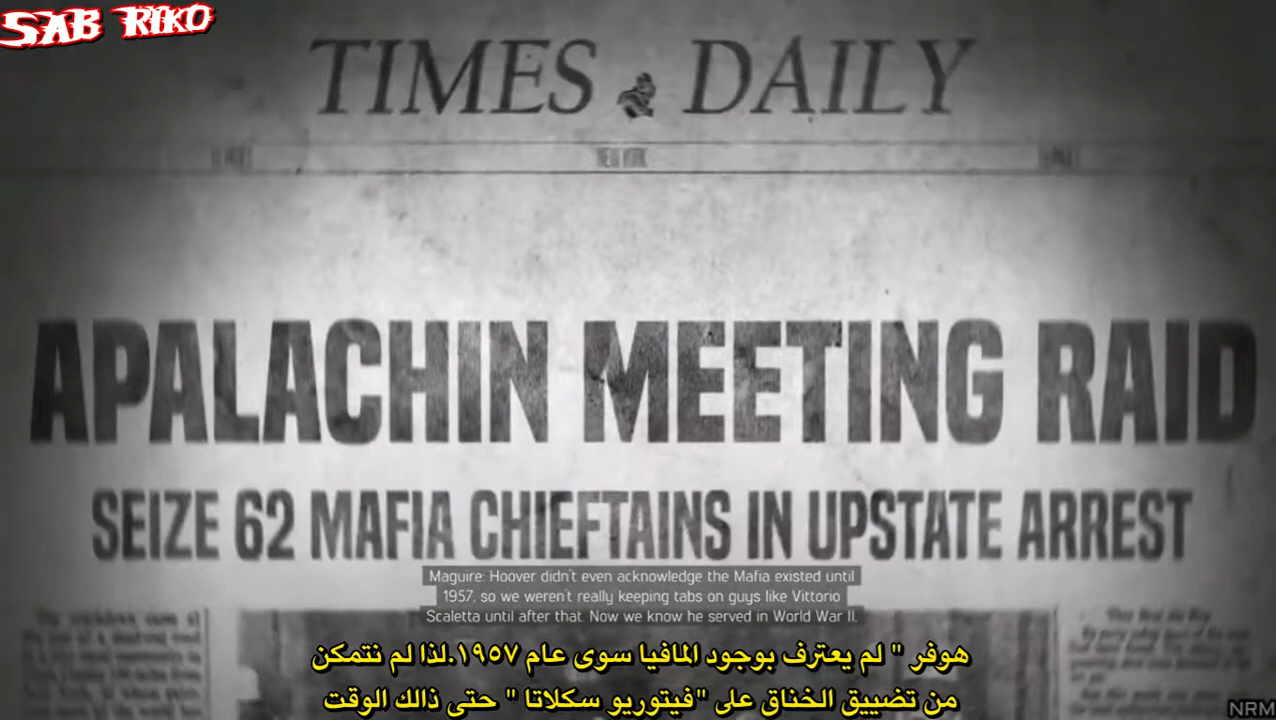 SAB RIKO
TIMES DAILY
NEW YORK
APALACHIN MEETING RAID
SEIZE 62 MAFIA CHIEFTAINS IN UPSTATE ARREST
Maguire: Hoover didn't even acknowledge the Mafia existed until
1957, so we weren't really keeping tabs on guys like Vittorio
Scaletta until after that. Now we know he served in World War II.
هوفر " لم يعترف بوجود المافيا سوى عام ١٩٥٧.لذا لم نتمكن
من تضييق الخناق على "فيتوريو سكلاتا " حتى ذالك الوقت
NRM